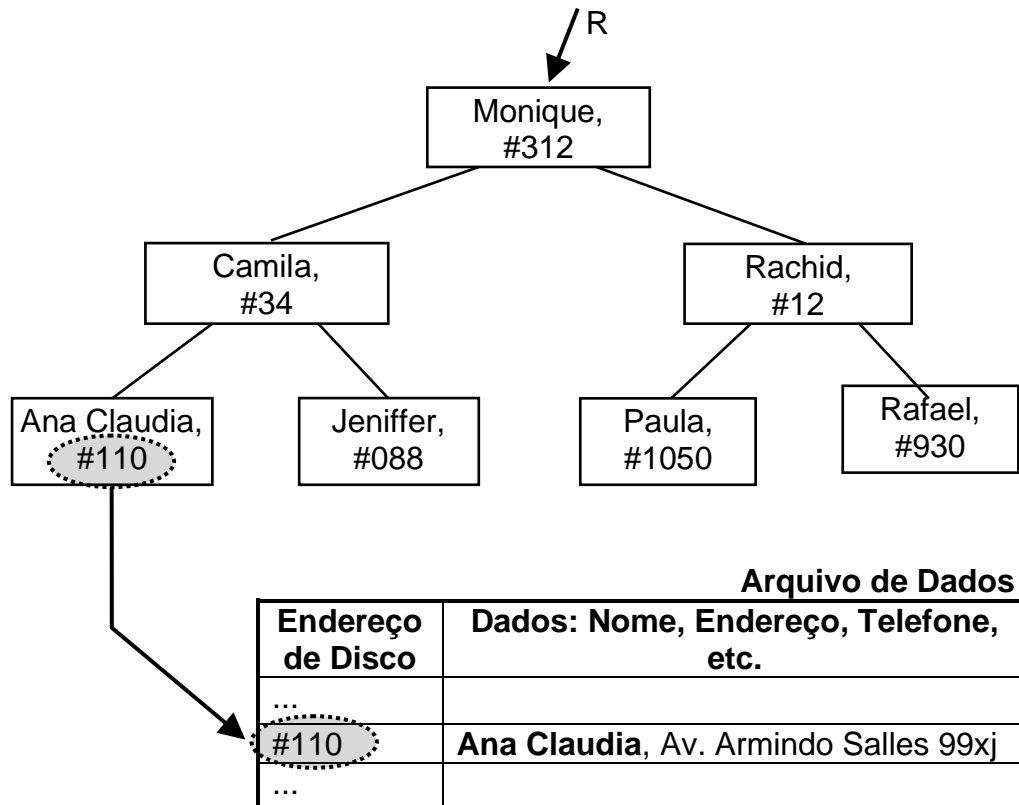 R
Monique,
#312
Camila,
#34
Rachid,
#12
Ana Claudia,
#110
Jeniffer,
#088
Paula,
#1050
Rafael,
#930
Arquivo de Dados
Endereço
de Disco
Dados: Nome, Endereço, Telefone,
etc.
...
#110
Ana Claudia, Av. Armindo Salles 99xj
...